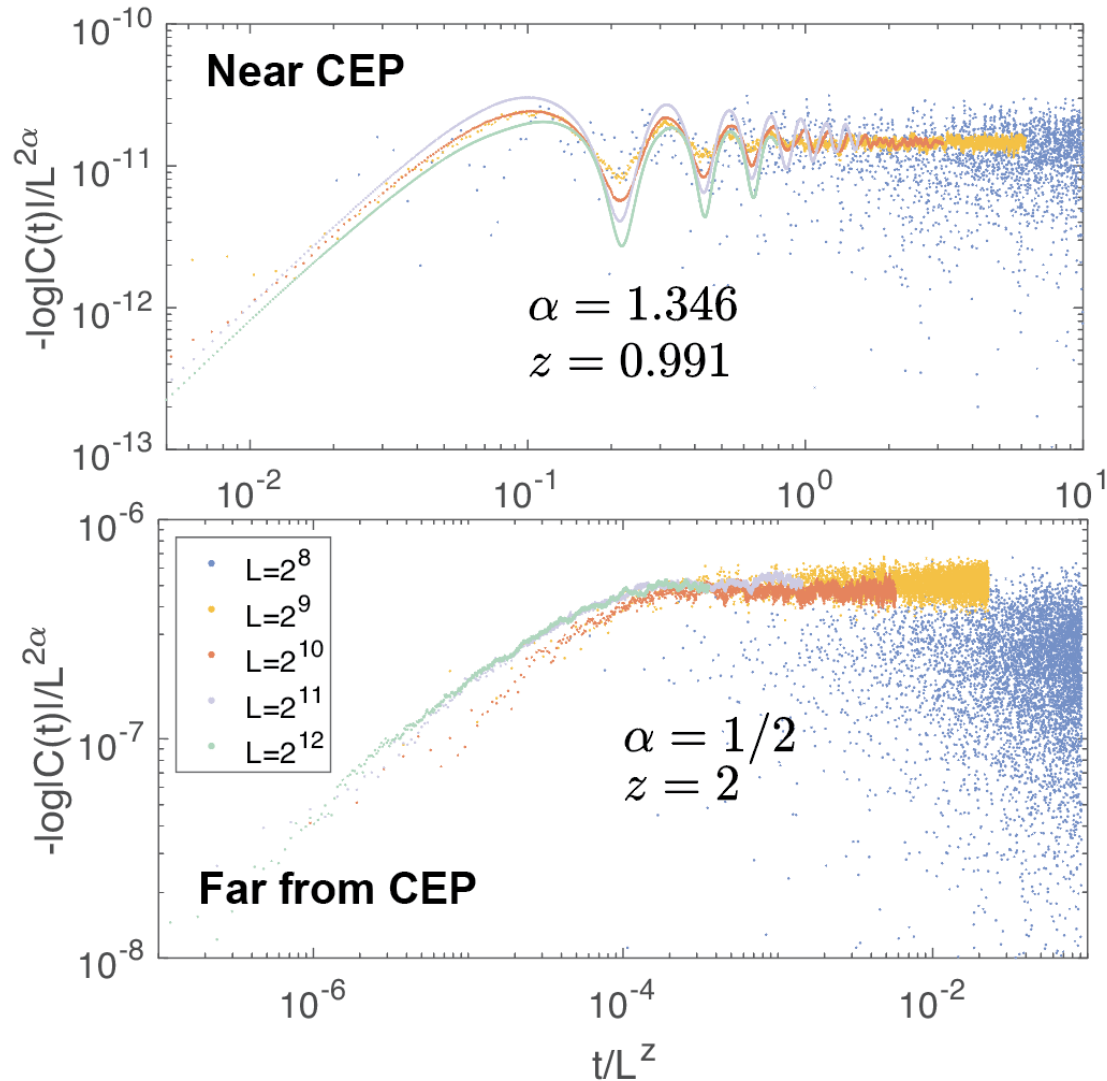 10^-10
Near CEP
10^-11
-log|C(t)|/L^2α
α = 1.346
z = 0.991
10^-12
10^-13
10^-2
10^-1
10^0
10^1
10^-6
L=2^8
L=2^9
L=2^10
L=2^11
L=2^12
-log|C(t)|/L^2α
10^-7
α = 1/2
z = 2
Far from CEP
10^-8
10^-6
10^-4
10^-2
t/L^z